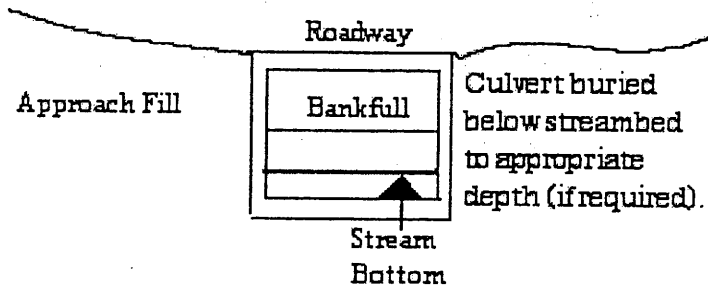 Roadway
Approach Fill
Bankfull
Culvert buried
below streambed
to appropriate
depth (if required).
Stream
Bottom